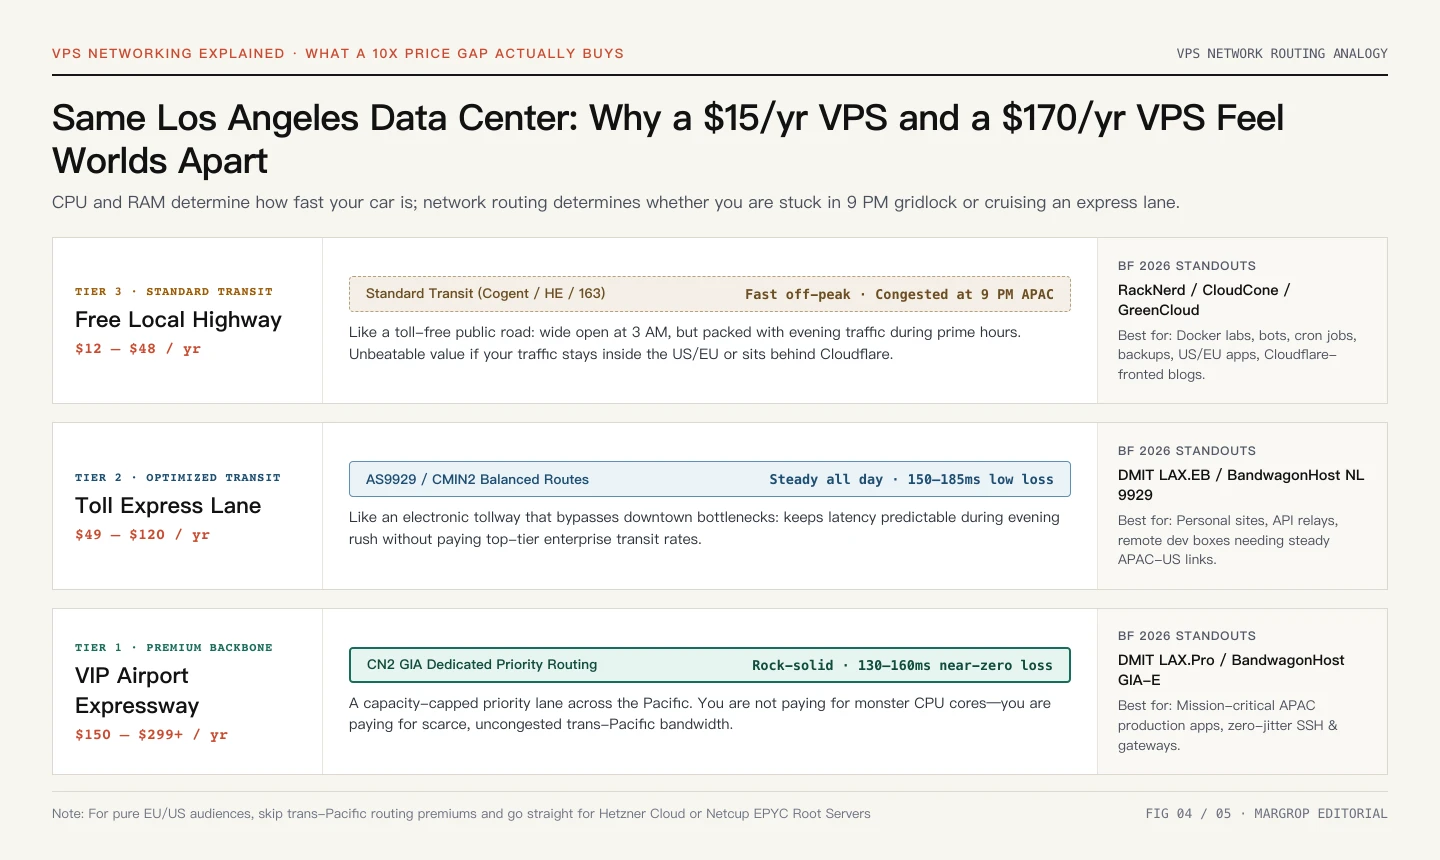 VPS NETWORKING EXPLAINED · WHAT A 10X PRICE GAP ACTUALLY BUYS
VPS NETWORK ROUTING ANALOGY
Same Los Angeles Data Center: Why a $15/yr VPS and a $170/yr VPS Feel
Worlds Apart
CPU and RAM determine how fast your car is; network routing determines whether you are stuck in 9 PM gridlock or cruising an express lane.
TIER 3 · STANDARD TRANSIT
Free Local Highway
$12 – $48 / yr
Standard Transit (Cogent / HE / 163)
Fast off-peak · Congested at 9 PM APAC
Like a toll-free public road: wide open at 3 AM, but packed with evening traffic during prime hours.
Unbeatable value if your traffic stays inside the US/EU or sits behind Cloudflare.
BF 2026 STANDOUTS
RackNerd / CloudCone /
GreenCloud
Best for: Docker labs, bots, cron jobs,
backups, US/EU apps, Cloudflare-
fronted blogs.
TIER 2 · OPTIMIZED TRANSIT
Toll Express Lane
$49 – $120 / yr
AS9929 / CMIN2 Balanced Routes
Steady all day · 150–185ms low loss
Like an electronic tollway that bypasses downtown bottlenecks: keeps latency predictable during evening
rush without paying top-tier enterprise transit rates.
BF 2026 STANDOUTS
DMIT LAX.EB / BandwagonHost NL
9929
Best for: Personal sites, API relays,
remote dev boxes needing steady
APAC-US links.
TIER 1 · PREMIUM BACKBONE
VIP Airport
Expressway
$150 – $299+ / yr
CN2 GIA Dedicated Priority Routing
Rock-solid · 130–160ms near-zero loss
A capacity-capped priority lane across the Pacific. You are not paying for monster CPU cores—you are
paying for scarce, uncongested trans-Pacific bandwidth.
BF 2026 STANDOUTS
DMIT LAX.Pro / BandwagonHost
GIA-E
Best for: Mission-critical APAC
production apps, zero-jitter SSH &
gateways.
Note: For pure EU/US audiences, skip trans-Pacific routing premiums and go straight for Hetzner Cloud or Netcup EPYC Root Servers
FIG 04 / 05 · MARGROP EDITORIAL